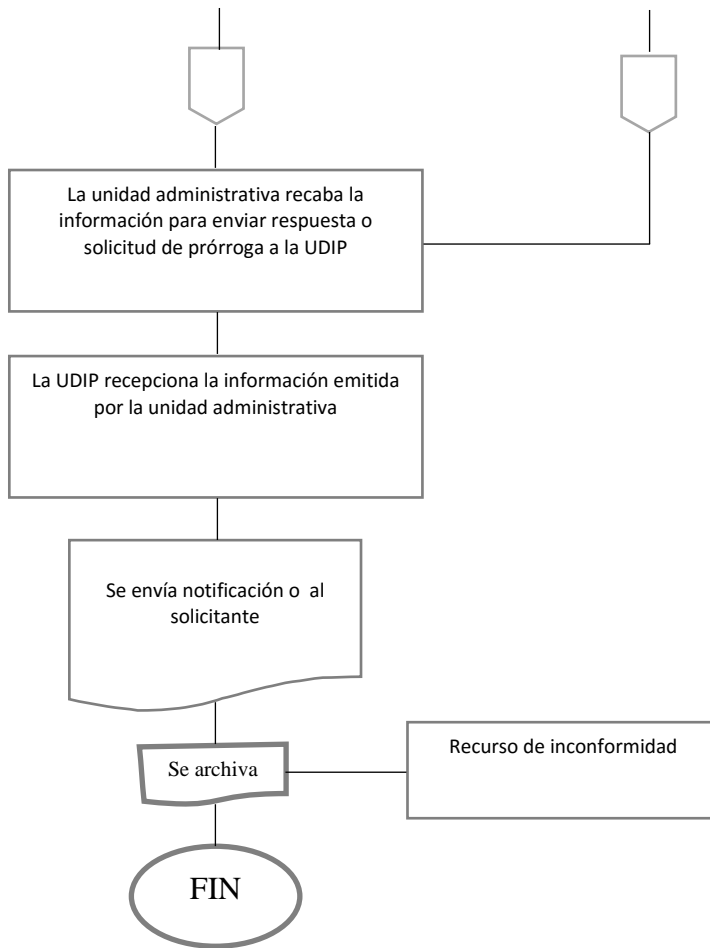 La unidad administrativa recaba la
información para enviar respuesta o
solicitud de prórroga a la UDIP
La UDIP recepciona la información emitida
por la unidad administrativa
Se envía notificación o  al
solicitante
Se archiva
Recurso de inconformidad
FIN